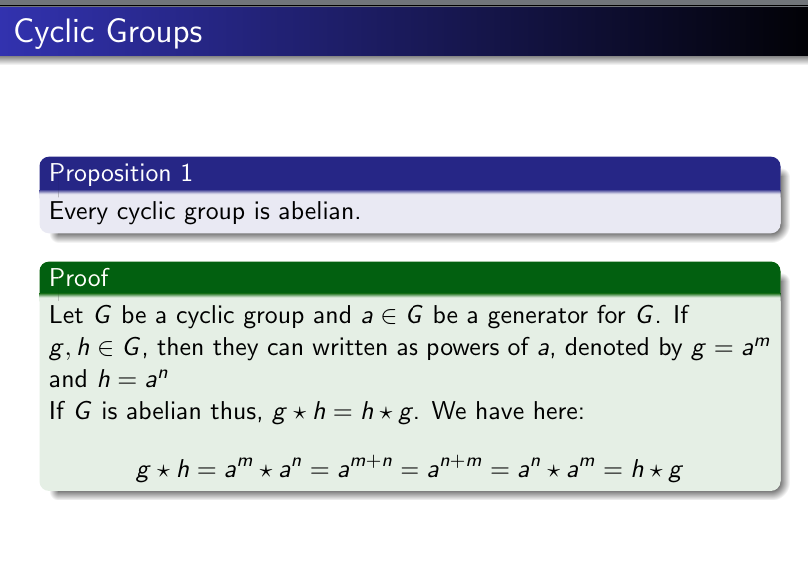 Cyclic Groups
Proposition 1
Every cyclic group is abelian.
Proof
Let G be a cyclic group and a ∈ G be a generator for G. If
g, h ∈ G, then they can written as powers of a, denoted by g = a^m
and h = a^n
If G is abelian thus, g ⋆ h = h ⋆ g. We have here:
g ⋆ h = a^m ⋆ a^n = a^{m+n} = a^{n+m} = a^n ⋆ a^m = h ⋆ g